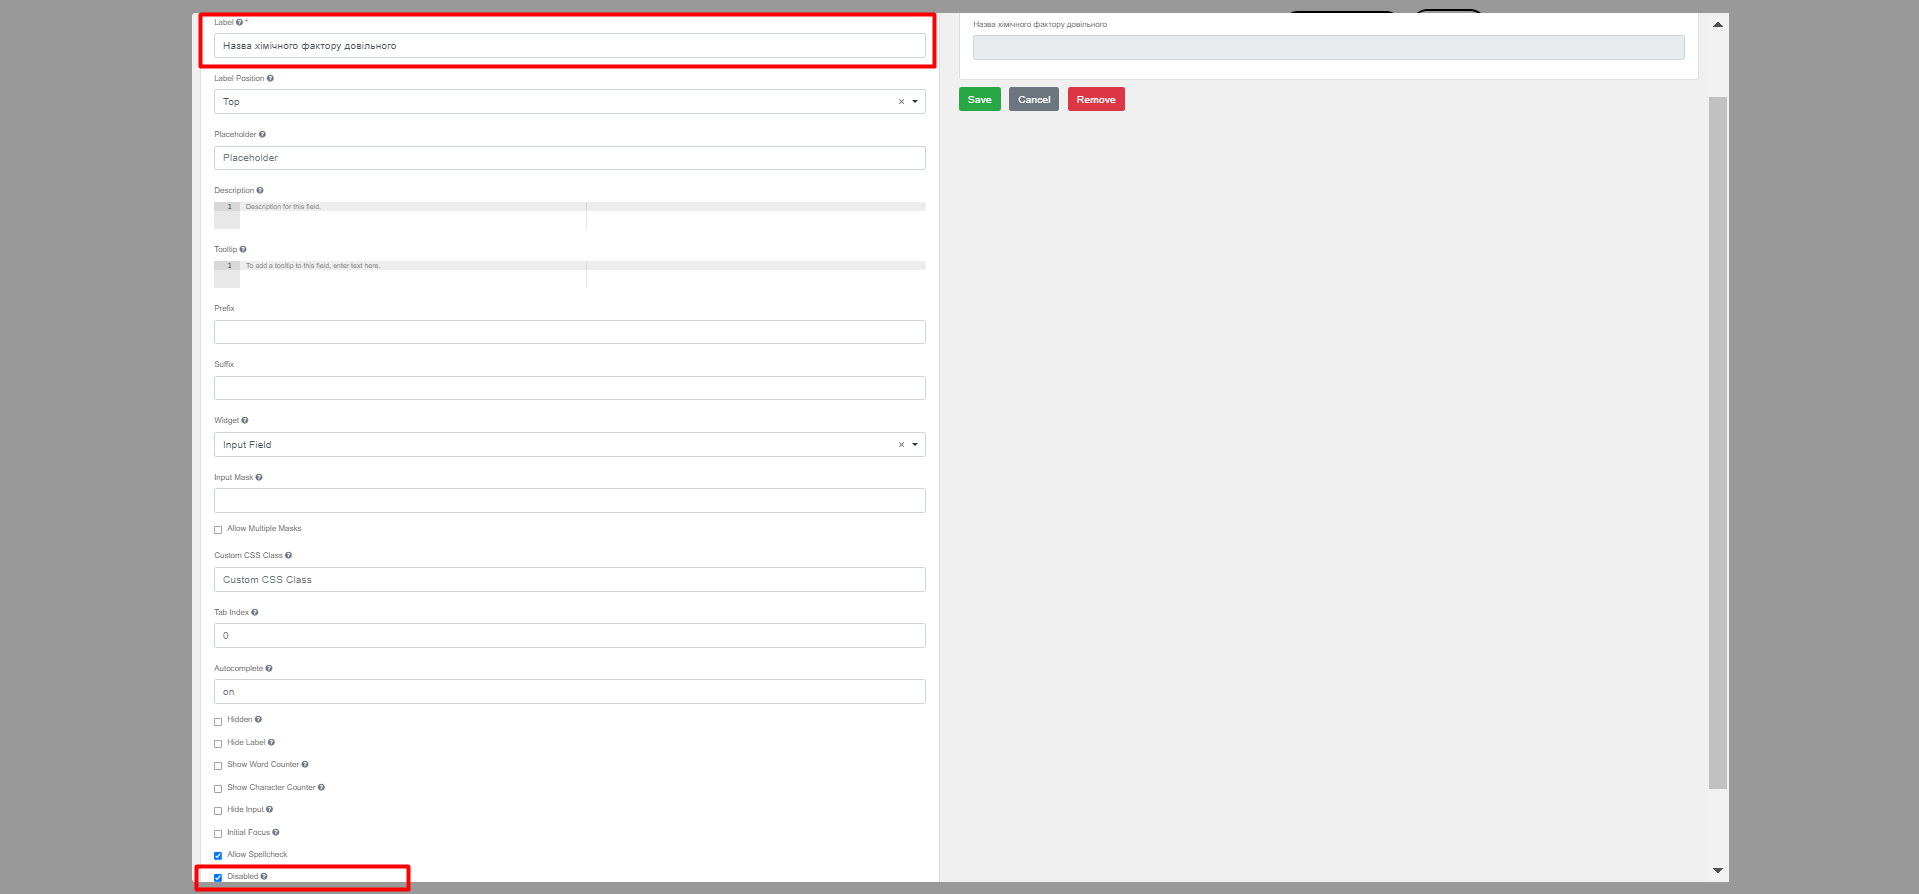 Label *
Назва хімічного фактору довільного
Label Position
Top
Placeholder
Placeholder
Description
1 Description for this field.
Tooltip
1 To add a tooltip to this field, enter text here.
Prefix
Suffix
Widget
Input Field
Input Mask
Allow Multiple Masks
Custom CSS Class
Custom CSS Class
Tab Index
0
Autocomplete
on
Hidden
Hide Label
Show Word Counter
Show Character Counter
Hide Input
Initial Focus
Allow Spellcheck
Disabled
Назва хімічного фактору довільного
Save Cancel Remove